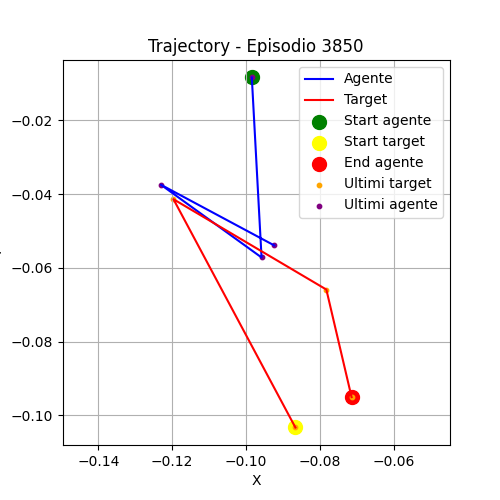 Trajectory - Episodio 3850
Agente
Target
Start agente
Start target
End agente
Ultimi target
Ultimi agente
−0.02
−0.04
−0.06
−0.08
−0.10
−0.14
−0.12
−0.10
−0.08
−0.06
X